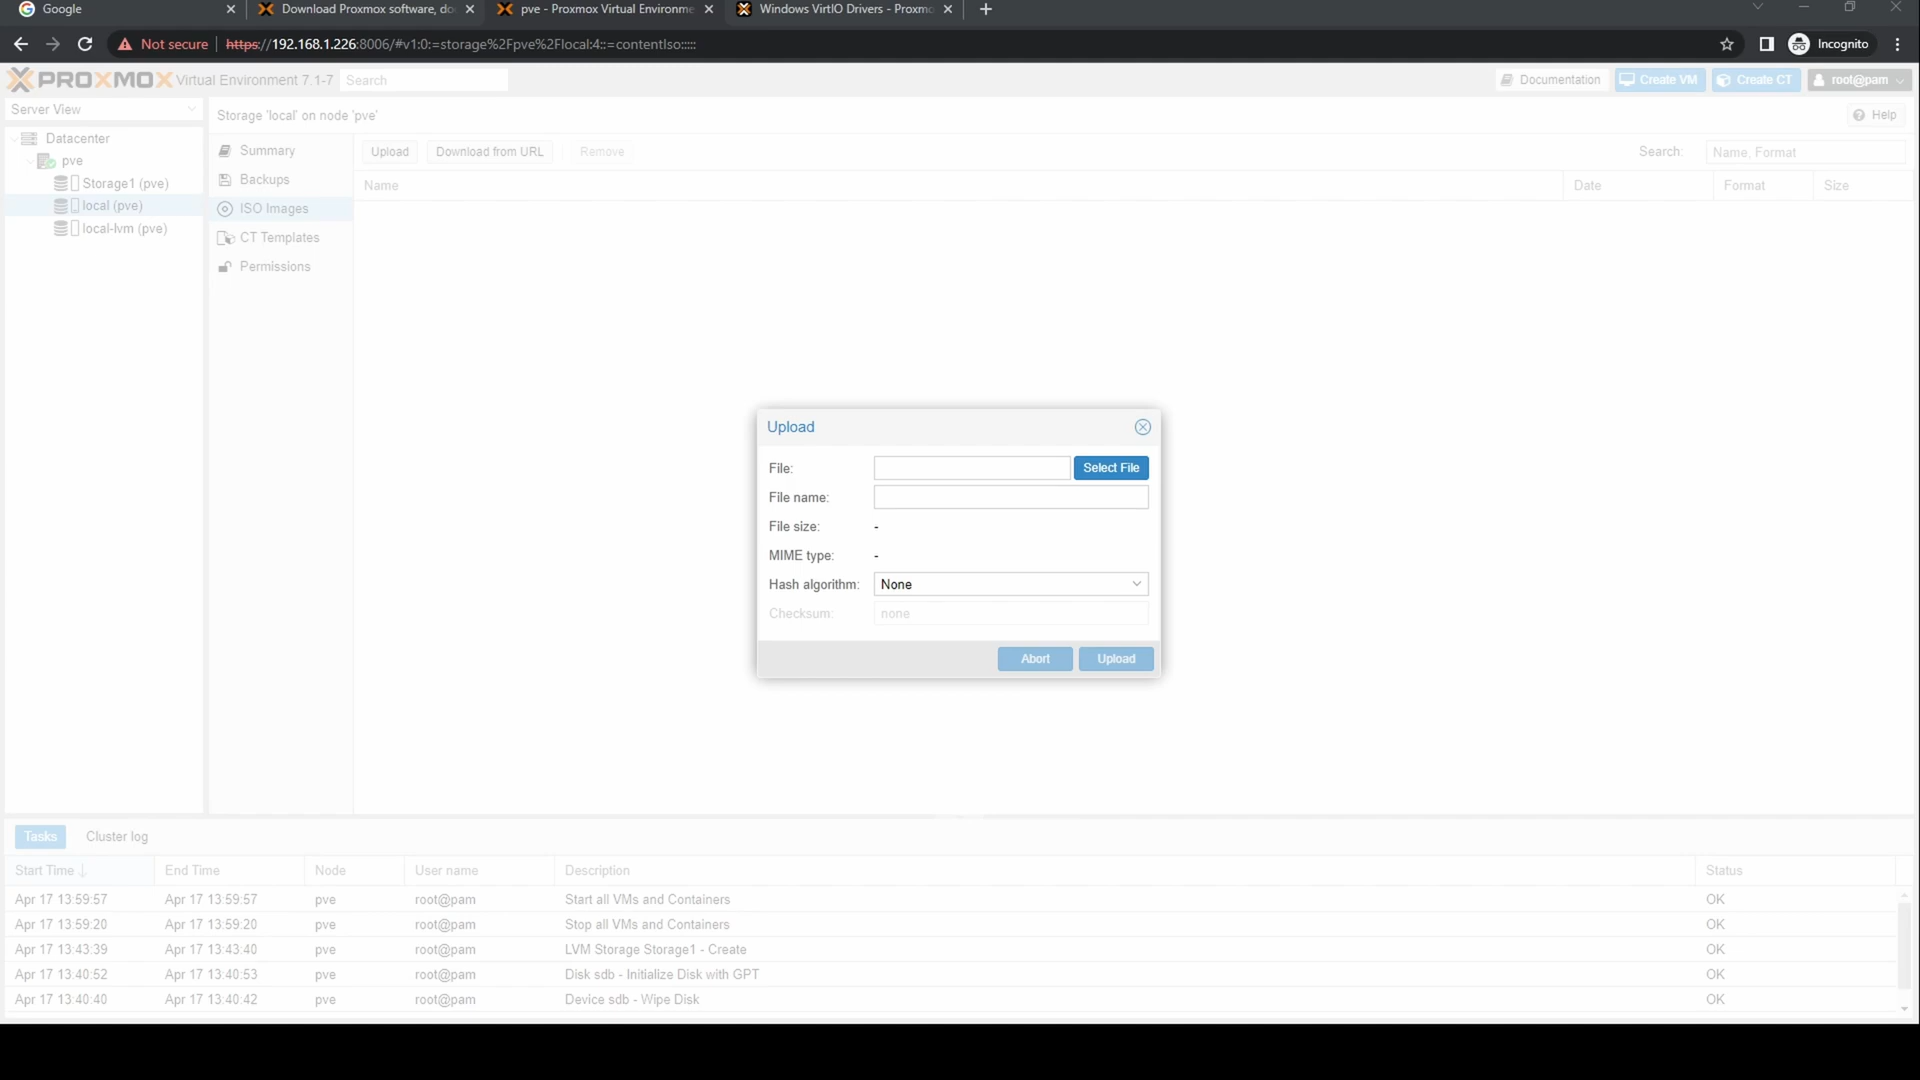 Google
Download Proxmox software, do
pve - Proxmox Virtual Environme
Windows VirtIO Drivers - Proxmo
Not secure
https://192.168.1.226:8006/#v1:0:=storage%2Fpve%2Flocal:4::=contentIso:::::
Incognito
PROXMOX Virtual Environment 7.1-7
Search
Documentation
Create VM
Create CT
root@pam
Server View
Storage 'local' on node 'pve'
Help
Datacenter
pve
Storage1 (pve)
local (pve)
local-lvm (pve)
Summary
Backups
ISO Images
CT Templates
Permissions
Upload
Download from URL
Remove
Search:
Name, Format
Name
Date
Format
Size
Upload
File:
Select File
File name:
File size: -
MIME type: -
Hash algorithm: None
Checksum: none
Abort
Upload
Tasks
Cluster log
Start Time
End Time
Node
User name
Description
Status
Apr 17 13:59:57 Apr 17 13:59:57 pve root@pam Start all VMs and Containers OK
Apr 17 13:59:20 Apr 17 13:59:20 pve root@pam Stop all VMs and Containers OK
Apr 17 13:43:39 Apr 17 13:43:40 pve root@pam LVM Storage Storage1 - Create OK
Apr 17 13:40:52 Apr 17 13:40:53 pve root@pam Disk sdb - Initialize Disk with GPT OK
Apr 17 13:40:40 Apr 17 13:40:42 pve root@pam Device sdb - Wipe Disk OK